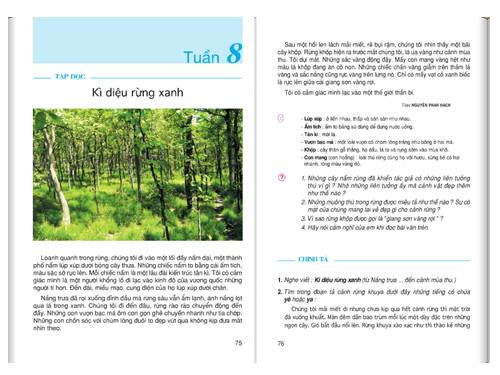 Tuần 8
TẬP ĐỌC
Kì diệu rừng xanh
Loanh quanh trong rừng, chúng tôi đi vào một lối đầy nấm dại, một thành
phố nấm lúp xúp dưới bóng cây thưa. Những chiếc nấm to bằng cái ấm tích,
màu sặc sỡ rực lên. Mỗi chiếc nấm là một lâu đài kiến trúc tân kì. Tôi có cảm
giác mình là một người khổng lồ đi lạc vào kinh đô của vương quốc những
người tí hon. Đền đài, miếu mạo, cung điện của họ lúp xúp dưới chân.
Nắng trưa đã rọi xuống đỉnh đầu mà rừng sâu vẫn ẩm lạnh, ánh nắng lọt
qua lá trong xanh. Chúng tôi đi đến đâu, rừng rào rào chuyển động đến
đấy. Những con vượn bạc má ôm con gọn ghẽ chuyền nhanh như tia chớp.
Những con chồn sóc với chùm lông đuôi to đẹp vút qua không kịp đưa mắt
nhìn theo.
75
Sau một hồi len lách mải miết, rẽ bụi rậm, chúng tôi nhìn thấy một bãi
cây khộp. Rừng khộp hiện ra trước mắt chúng tôi, lá úa vàng như cảnh mùa
thu. Tôi dụi mắt. Những sắc vàng động đậy. Mấy con mang vàng hệt như
màu lá khộp đang ăn cỏ non. Những chiếc chân vàng giẫm trên thảm lá
vàng và sắc nắng cũng rực vàng trên lưng nó. Chỉ có mấy vạt cỏ xanh biếc
là rực lên giữa cái giang sơn vàng rợi.
Tôi có cảm giác mình lạc vào một thế giới thần bí.
Theo NGUYỄN PHAN HÁCH
- Lúp xúp : ở liền nhau, thấp và sàn sàn như nhau.
- Ấm tích : ấm to bằng sứ dùng để đựng nước uống.
- Tân kì : mới lạ.
- Vượn bạc má : một loài vượn có chòm lông trắng như bông ở hai má.
- Khộp : cây thân gỗ thẳng, họ dầu, lá to và rụng sớm vào mùa khô.
- Con mang (con hoẵng) : loài thú rừng cùng họ với hươu, sừng bé có hai
nhánh, lông màu vàng đỏ.
1. Những cây nấm rừng đã khiến tác giả có những liên tưởng
thú vị gì ? Nhờ những liên tưởng ấy mà cảnh vật đẹp thêm
như thế nào ?
2. Những muông thú trong rừng được miêu tả như thế nào ? Sự có
mặt của chúng mang lại vẻ đẹp gì cho cảnh rừng ?
3. Vì sao rừng khộp được gọi là "giang sơn vàng rợi" ?
4. Hãy nói cảm nghĩ của em khi đọc bài văn trên.
CHÍNH TẢ
1. Nghe viết : Kì diệu rừng xanh (từ Nắng trưa ... đến cảnh mùa thu.)
2. Tìm trong đoạn tả cảnh rừng khuya dưới đây những tiếng có chứa
yê hoặc ya :
Chúng tôi mải miết đi nhưng chưa kịp qua hết cánh rừng thì mặt trời
đã xuống khuất. Màn đêm dần bao trùm mỗi lúc một dày đặc trên những
ngọn cây. Gió bắt đầu nổi lên. Rừng khuya xào xạc như thì thào kể những
76